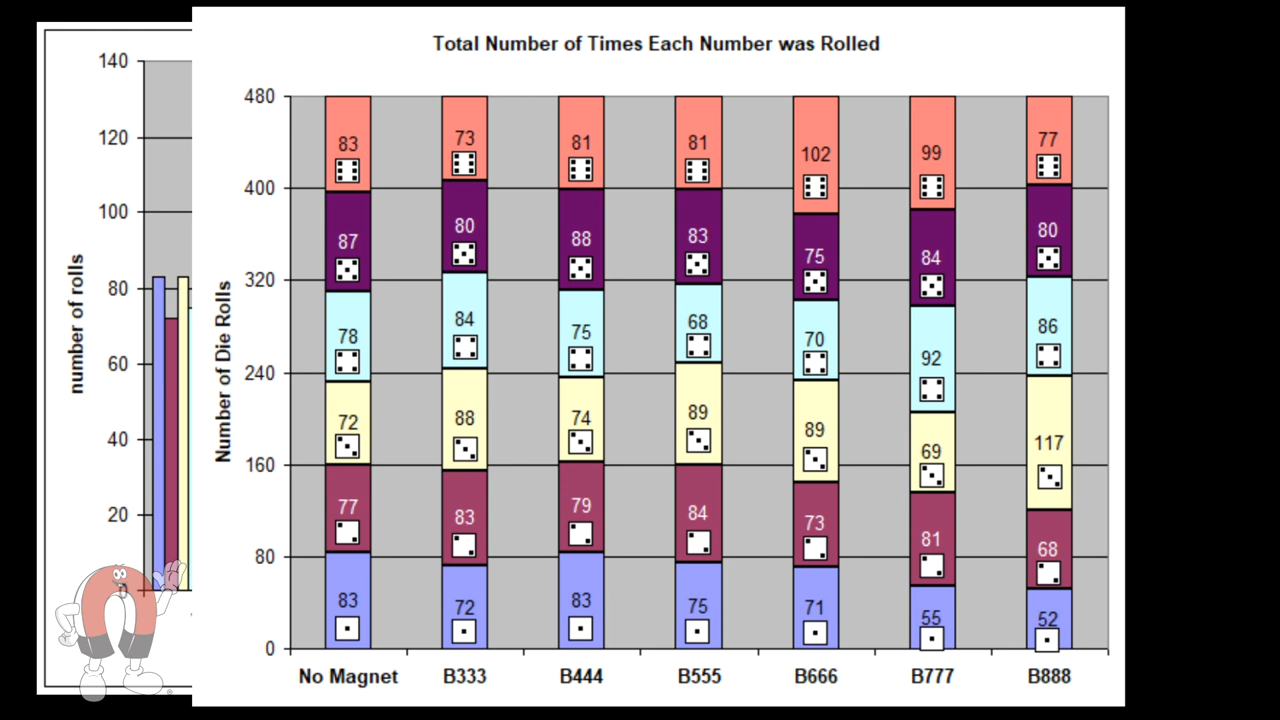 Total Number of Times Each Number was Rolled
140
120
100
80
60
40
20
number of rolls
Number of Die Rolls
480
400
320
240
160
80
0
83 73 81 81 102 99 77
87 80 88 83 75 84 80
78 84 75 68 70 92 86
72 88 74 89 89 69 117
77 83 79 84 73 81 68
83 72 83 75 71 55 52
No Magnet B333 B444 B555 B666 B777 B888
®